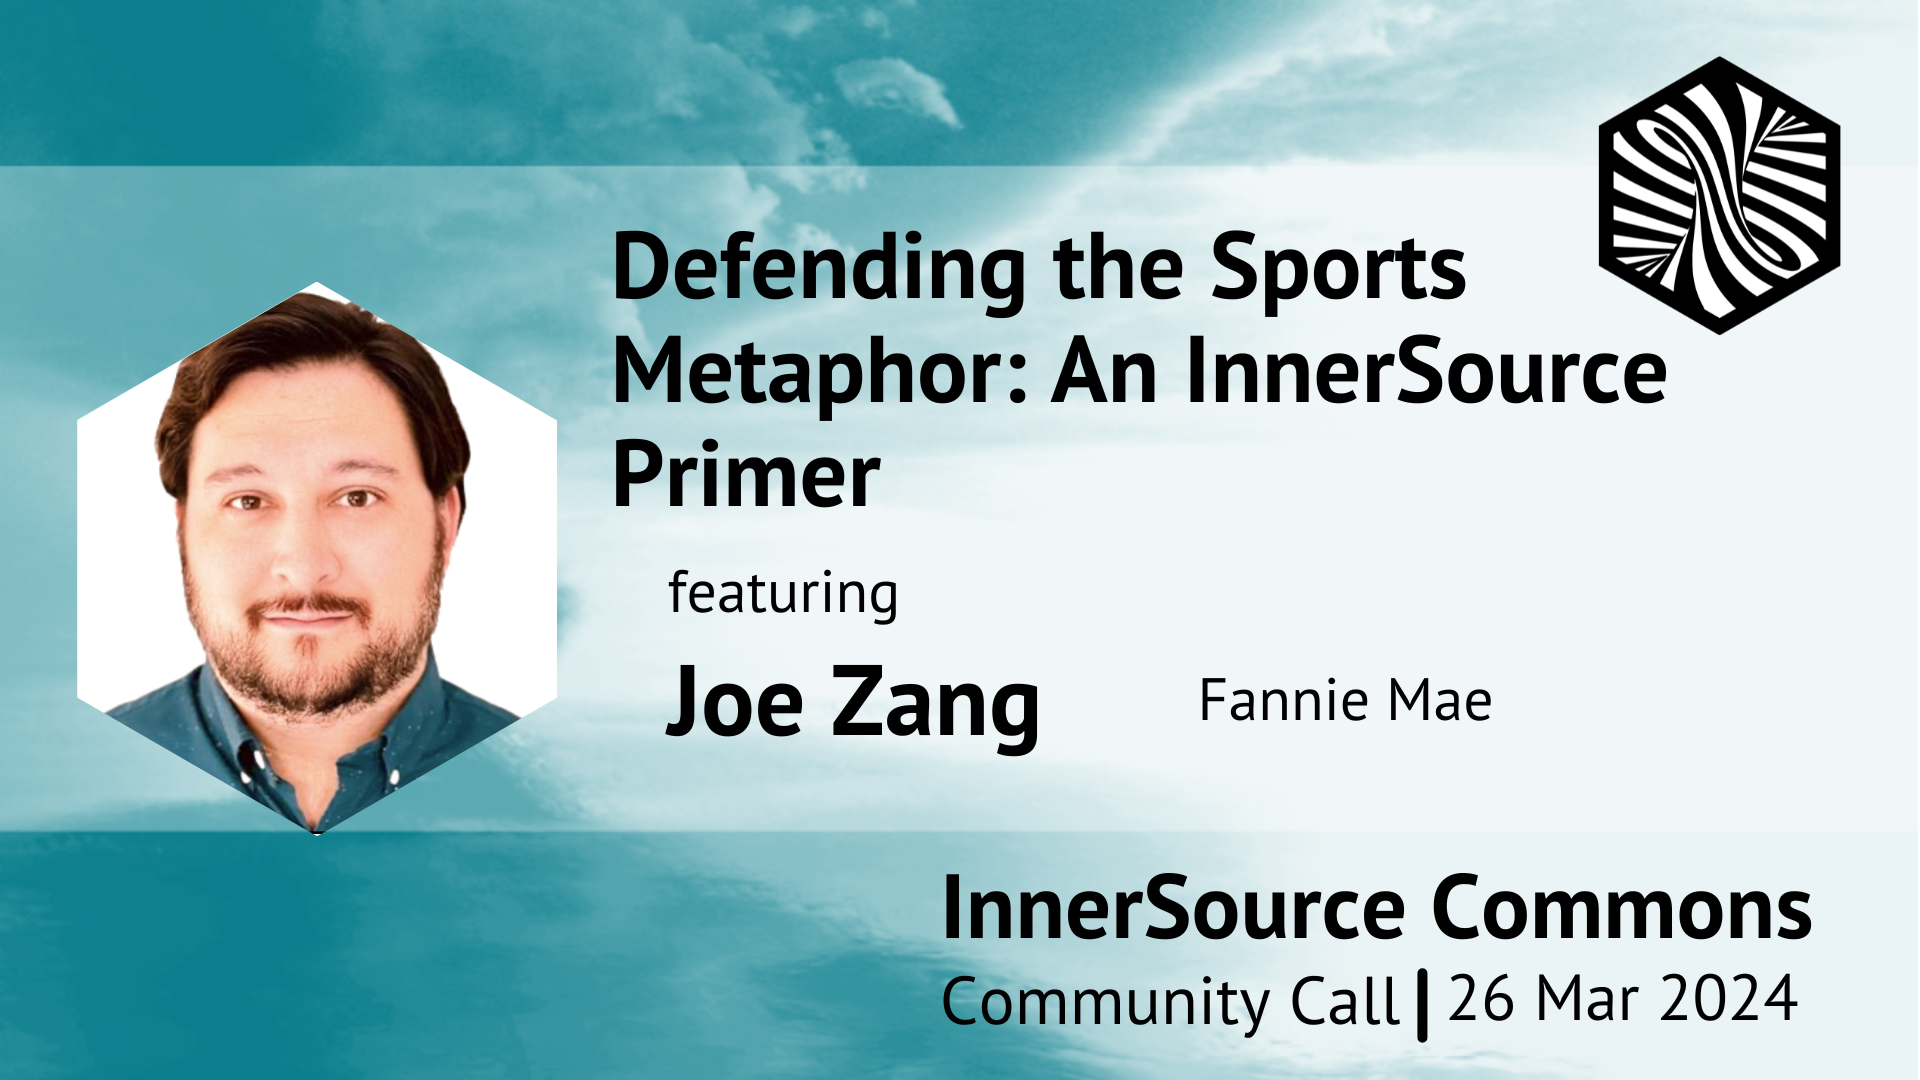 Defending the Sports
Metaphor: An InnerSource
Primer
featuring
Joe Zang
Fannie Mae
InnerSource Commons
Community Call | 26 Mar 2024